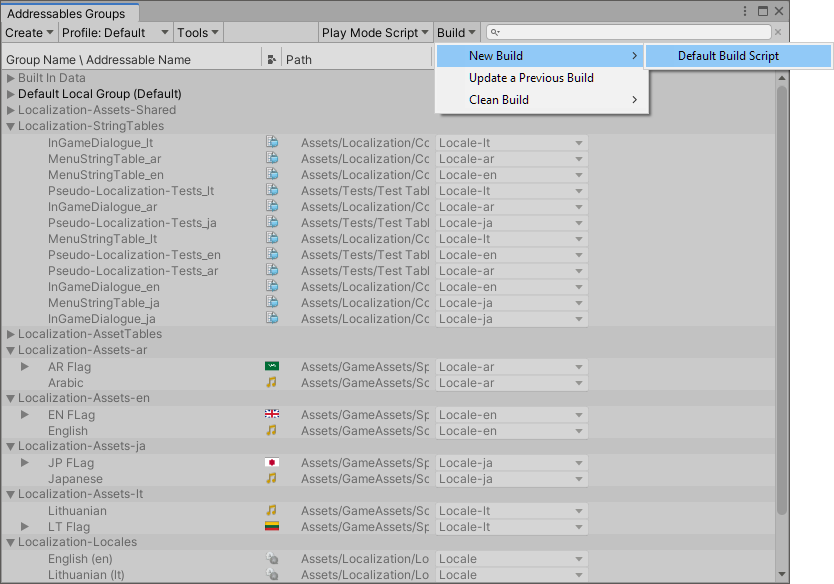 Addressables Groups
Create Profile: Default Tools Play Mode Script Build
Group Name \ Addressable Name Path
New Build Default Build Script
Update a Previous Build
Clean Build
Built In Data
Default Local Group (Default)
Localization-Assets-Shared
Localization-StringTables
InGameDialogue_lt Assets/Localization/Cc Locale-lt
MenuStringTable_ar Assets/Localization/Cc Locale-ar
MenuStringTable_en Assets/Localization/Cc Locale-en
Pseudo-Localization-Tests_lt Assets/Tests/Test Tabl Locale-lt
InGameDialogue_ar Assets/Localization/Cc Locale-ar
Pseudo-Localization-Tests_ja Assets/Tests/Test Tabl Locale-ja
MenuStringTable_lt Assets/Localization/Cc Locale-lt
Pseudo-Localization-Tests_en Assets/Tests/Test Tabl Locale-en
Pseudo-Localization-Tests_ar Assets/Tests/Test Tabl Locale-ar
InGameDialogue_en Assets/Localization/Cc Locale-en
MenuStringTable_ja Assets/Localization/Cc Locale-ja
InGameDialogue_ja Assets/Localization/Cc Locale-ja
Localization-AssetTables
Localization-Assets-ar
AR Flag Assets/GameAssets/Sp Locale-ar
Arabic Assets/GameAssets/Sc Locale-ar
Localization-Assets-en
EN FLag Assets/GameAssets/Sp Locale-en
English Assets/GameAssets/Sc Locale-en
Localization-Assets-ja
JP FLag Assets/GameAssets/Sp Locale-ja
Japanese Assets/GameAssets/Sc Locale-ja
Localization-Assets-lt
Lithuanian Assets/GameAssets/Sc Locale-lt
LT Flag Assets/GameAssets/Sp Locale-lt
Localization-Locales
English (en) Assets/Localization/Lo Locale
Lithuanian (lt) Assets/Localization/Lo Locale